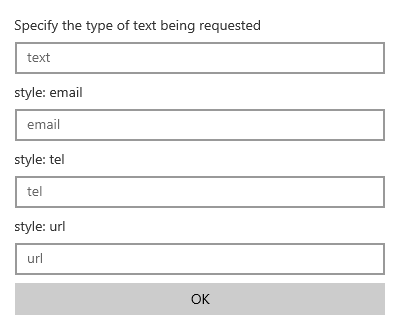 Specify the type of text being requested
text
style: email
email
style: tel
tel
style: url
url
OK